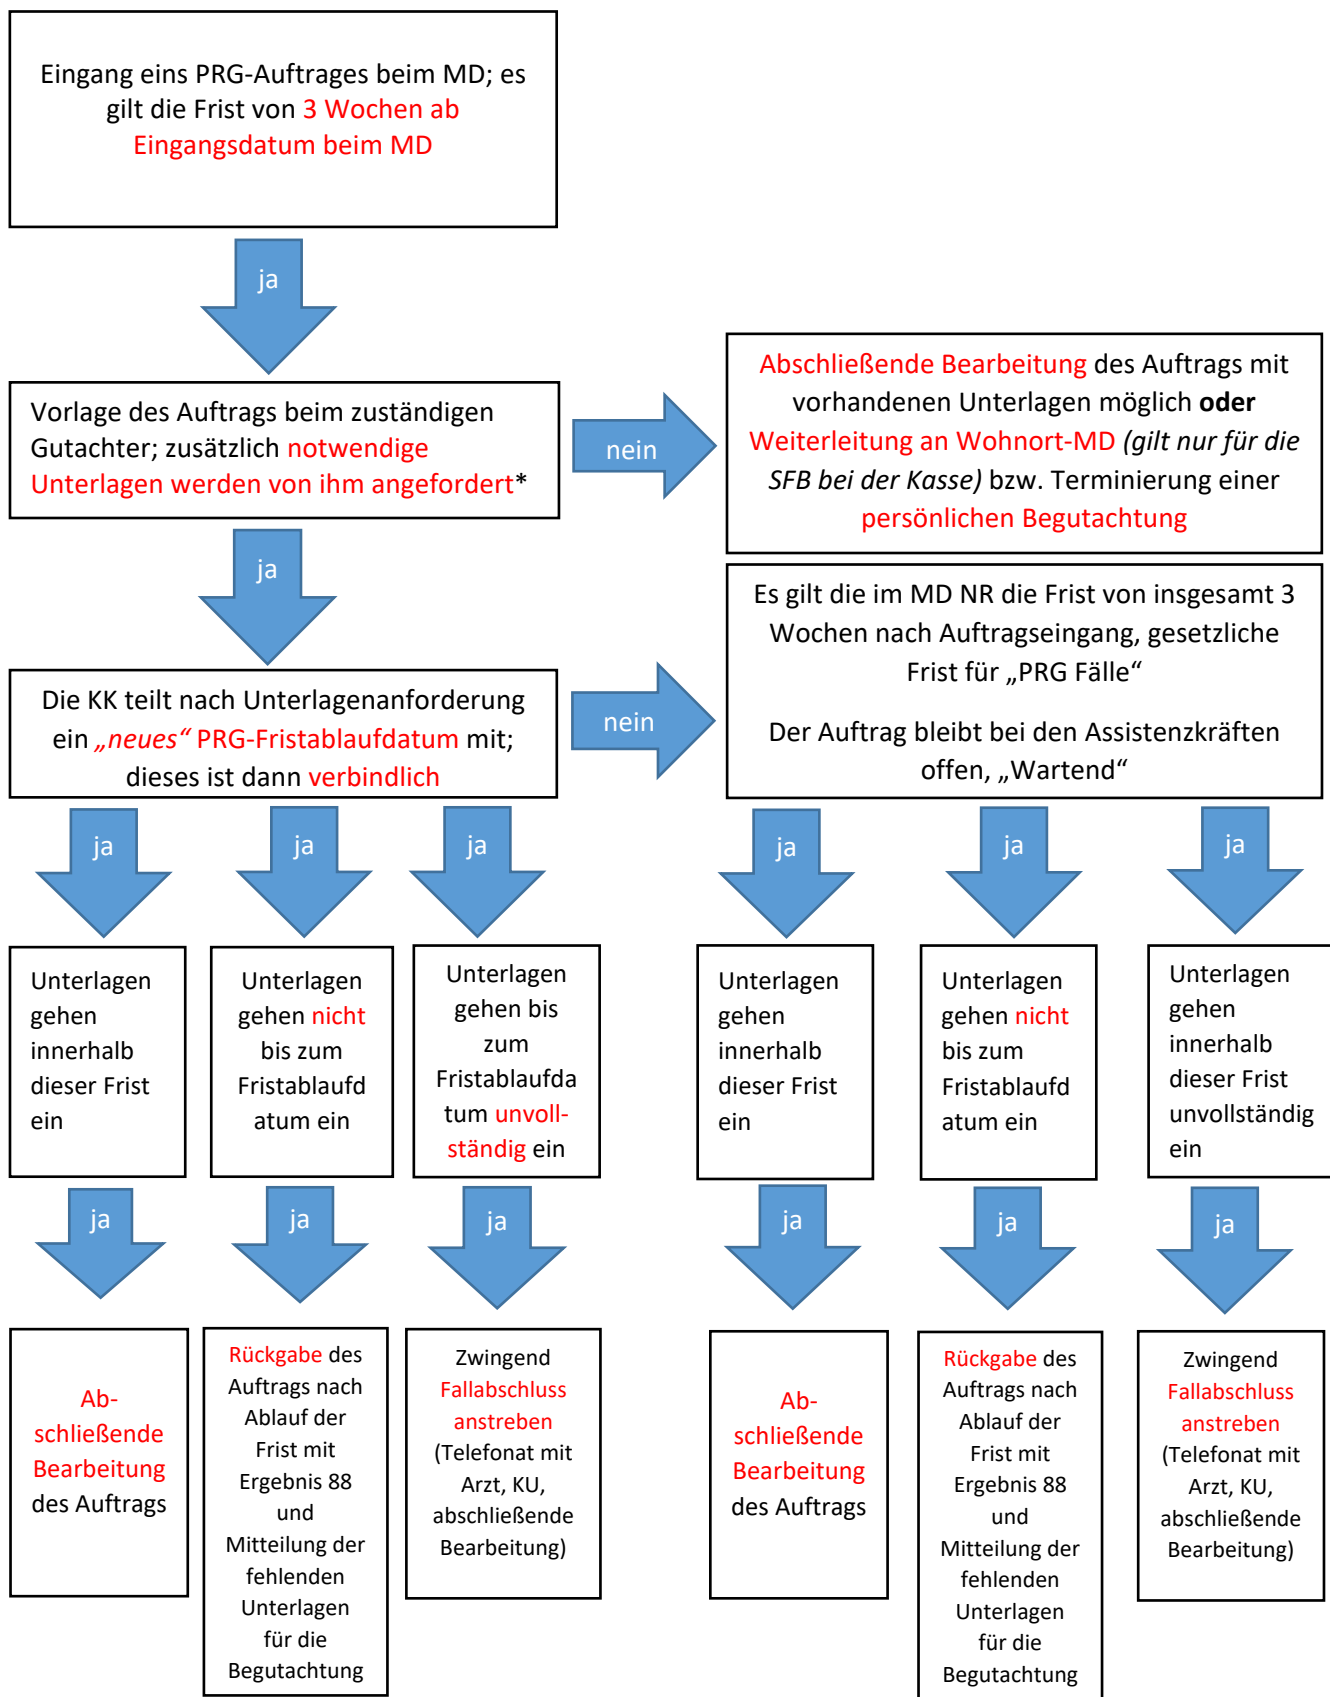 Eingang eins PRG-Auftrages beim MD; es
gilt die Frist von 3 Wochen ab
Eingangsdatum beim MD
ja
Vorlage des Auftrags beim zuständigen
Gutachter; zusätzlich notwendige
Unterlagen werden von ihm angefordert*
nein
Abschließende Bearbeitung des Auftrags mit
vorhandenen Unterlagen möglich oder
Weiterleitung an Wohnort-MD (gilt nur für die
SFB bei der Kasse) bzw. Terminierung einer
persönlichen Begutachtung
ja
Die KK teilt nach Unterlagenanforderung
ein „neues“ PRG-Fristablaufdatum mit;
dieses ist dann verbindlich
nein
Es gilt die im MD NR die Frist von insgesamt 3
Wochen nach Auftragseingang, gesetzliche
Frist für „PRG Fälle“
Der Auftrag bleibt bei den Assistenzkräften
offen, „Wartend“
ja
ja
ja
ja
ja
ja
Unterlagen
gehen
innerhalb
dieser Frist
ein
Unterlagen
gehen nicht
bis zum
Fristablaufd
atum ein
Unterlagen
gehen bis
zum
Fristablaufda
tum unvoll-
ständig ein
Unterlagen
gehen
innerhalb
dieser Frist
ein
Unterlagen
gehen nicht
bis zum
Fristablaufd
atum ein
Unterlagen
gehen
innerhalb
dieser Frist
unvollständig
ein
ja
ja
ja
ja
ja
ja
Ab-
schließende
Bearbeitung
des Auftrags
Rückgabe des
Auftrags nach
Ablauf der
Frist mit
Ergebnis 88
und
Mitteilung der
fehlenden
Unterlagen
für die
Begutachtung
Zwingend
Fallabschluss
anstreben
(Telefonat mit
Arzt, KU,
abschließende
Bearbeitung)
Ab-
schließende
Bearbeitung
des Auftrags
Rückgabe des
Auftrags nach
Ablauf der
Frist mit
Ergebnis 88
und
Mitteilung der
fehlenden
Unterlagen
für die
Begutachtung
Zwingend
Fallabschluss
anstreben
(Telefonat mit
Arzt, KU,
abschließende
Bearbeitung)